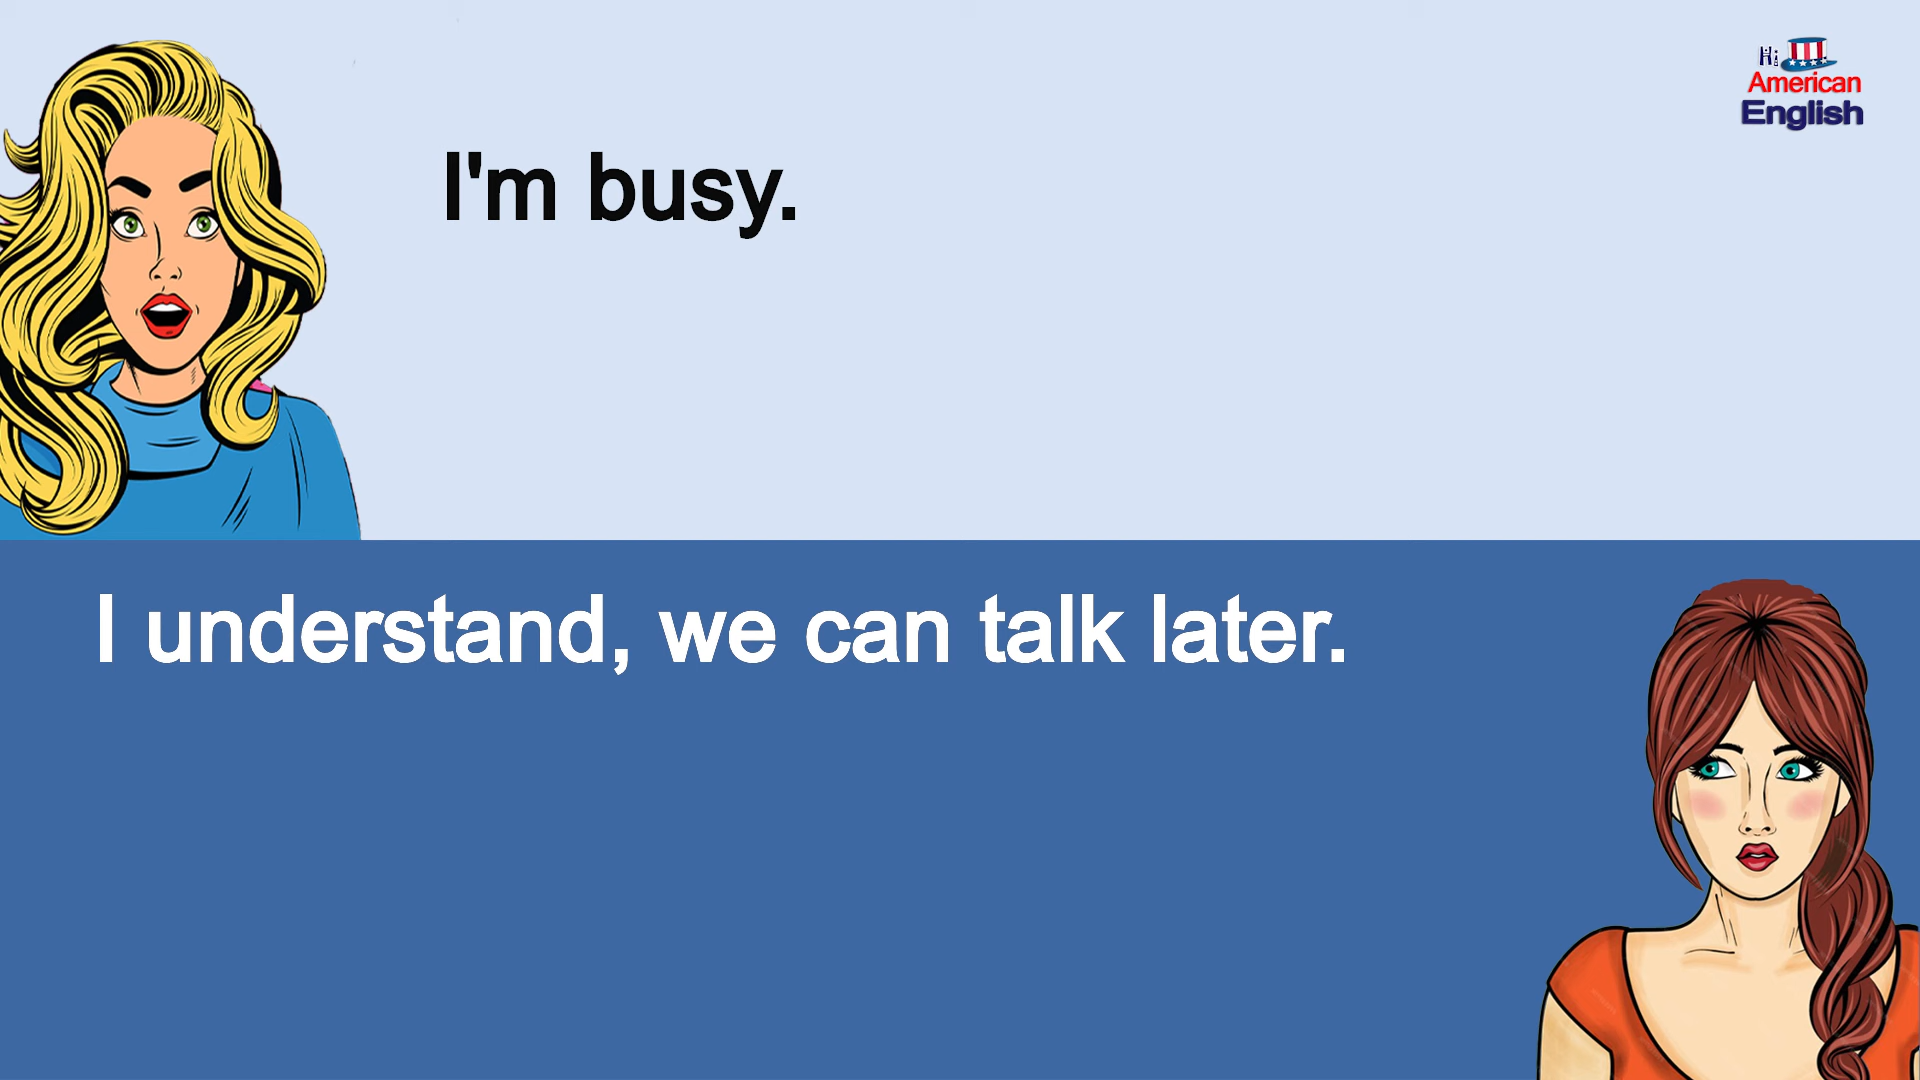 Hi
American
English
I'm busy.
I understand, we can talk later.